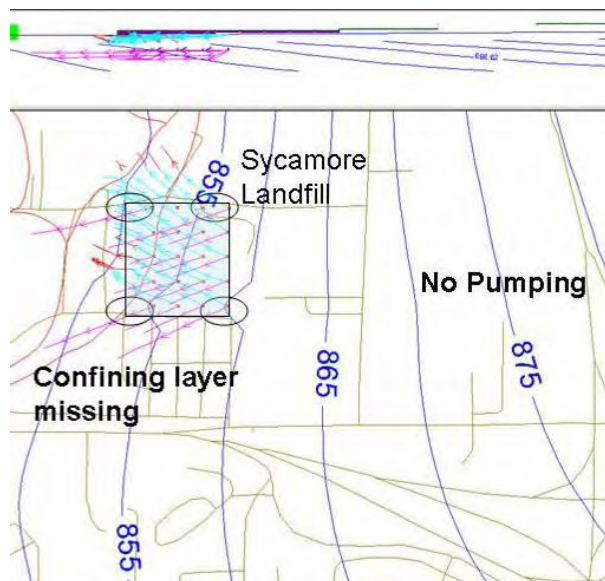 Sycamore
Landfill
855
No Pumping
865
875
Confining layer
missing
855